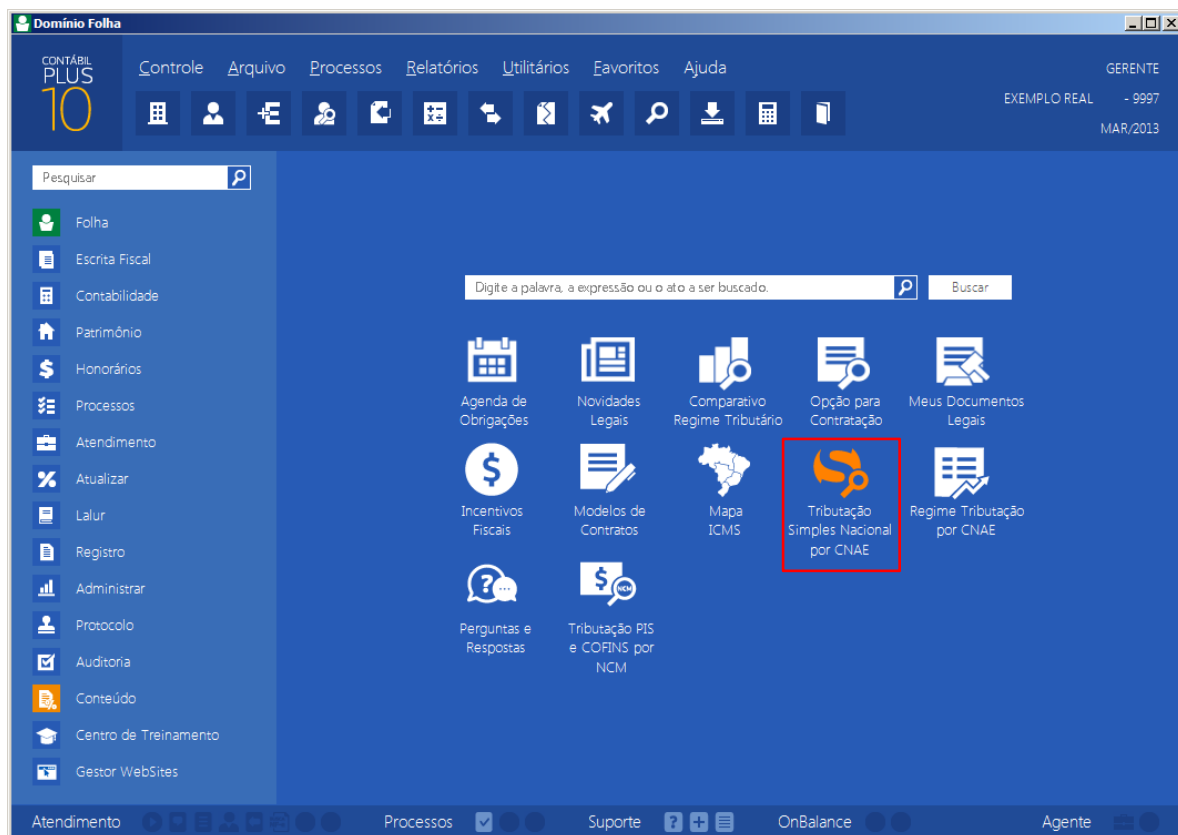 Domínio Folha
CONTÁBIL
PLUS
10
Controle Arquivo Processos Relatórios Utilitários Favoritos Ajuda
GERENTE
EXEMPLO REAL - 9997
MAR/2013
Pesquisar
Folha
Escrita Fiscal
Contabilidade
Patrimônio
Honorários
Processos
Atendimento
Atualizar
Lalur
Registro
Administrar
Protocolo
Auditoria
Conteúdo
Centro de Treinamento
Gestor WebSites
Digite a palavra, a expressão ou o ato a ser buscado.
Buscar
Agenda de
Obrigações
Novidades
Legais
Comparativo
Regime Tributário
Opção para
Contratação
Meus Documentos
Legais
Incentivos
Fiscais
Modelos de
Contratos
Mapa
ICMS
Tributação
Simples Nacional
por CNAE
Regime Tributação
por CNAE
Perguntas e
Respostas
NCM
Tributação PIS
e COFINS por
NCM
Atendimento Processos Suporte OnBalance Agente